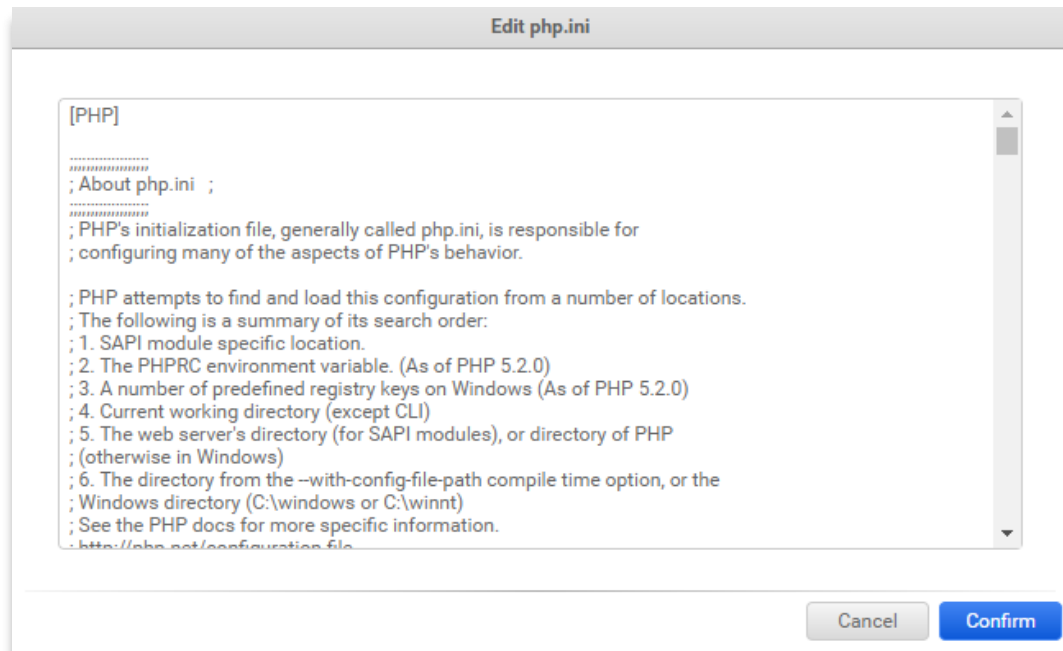 Edit php.ini
[PHP]
;;;;;;;;;;;;;;;;;;;
; About php.ini   ;
;;;;;;;;;;;;;;;;;;;
; PHP's initialization file, generally called php.ini, is responsible for
; configuring many of the aspects of PHP's behavior.
; PHP attempts to find and load this configuration from a number of locations.
; The following is a summary of its search order:
; 1. SAPI module specific location.
; 2. The PHPRC environment variable. (As of PHP 5.2.0)
; 3. A number of predefined registry keys on Windows (As of PHP 5.2.0)
; 4. Current working directory (except CLI)
; 5. The web server's directory (for SAPI modules), or directory of PHP
; (otherwise in Windows)
; 6. The directory from the --with-config-file-path compile time option, or the
; Windows directory (C:\windows or C:\winnt)
; See the PHP docs for more specific information.
; http://php.net/configuration.file
Cancel
Confirm